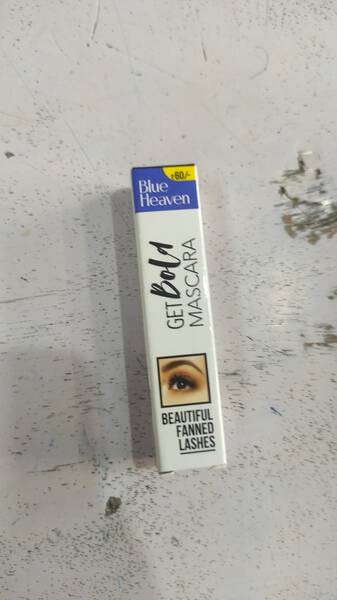 ₹60/-
Blue
Heaven
GET Bold
MASCARA
BEAUTIFUL
FANNED
LASHES